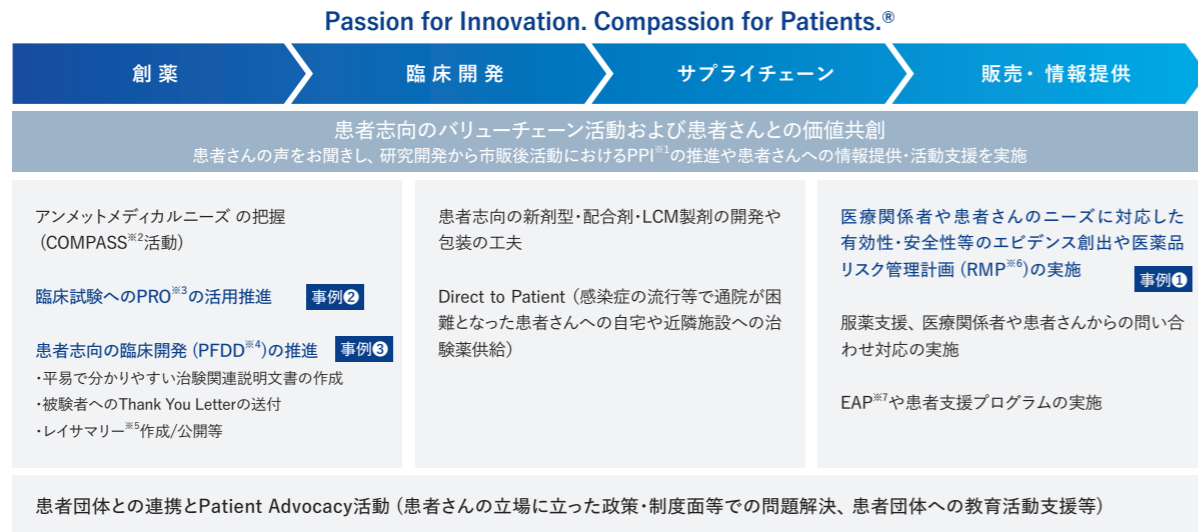 Passion for Innovation. Compassion for Patients.®
創薬
臨床開発
サプライチェーン
販売・情報提供
患者志向のバリューチェーン活動および患者さんとの価値共創
患者さんの声をお聞きし、研究開発から市販後活動におけるPPI※1の推進や患者さんへの情報提供・活動支援を実施
アンメットメディカルニーズ の把握
（COMPASS※2活動）
臨床試験へのPRO※3の活用推進 事例❷
患者志向の臨床開発 (PFDD※4)の推進 事例❸
・平易で分かりやすい治験関連説明文書の作成
・被験者へのThank You Letterの送付
・レイサマリー※5作成/公開等
患者志向の新剤型・配合剤・LCM製剤の開発や
包装の工夫
Direct to Patient（感染症の流行等で通院が困
難となった患者さんへの自宅や近隣施設への治
験薬供給）
医療関係者や患者さんのニーズに対応した
有効性・安全性等のエビデンス創出や医薬品
リスク管理計画 (RMP※6)の実施
事例❶
服薬支援、医療関係者や患者さんからの問い合
わせ対応の実施
EAP※7や患者支援プログラムの実施
患者団体との連携とPatient Advocacy活動（患者さんの立場に立った政策・制度面等での問題解決、患者団体への教育活動支援等）